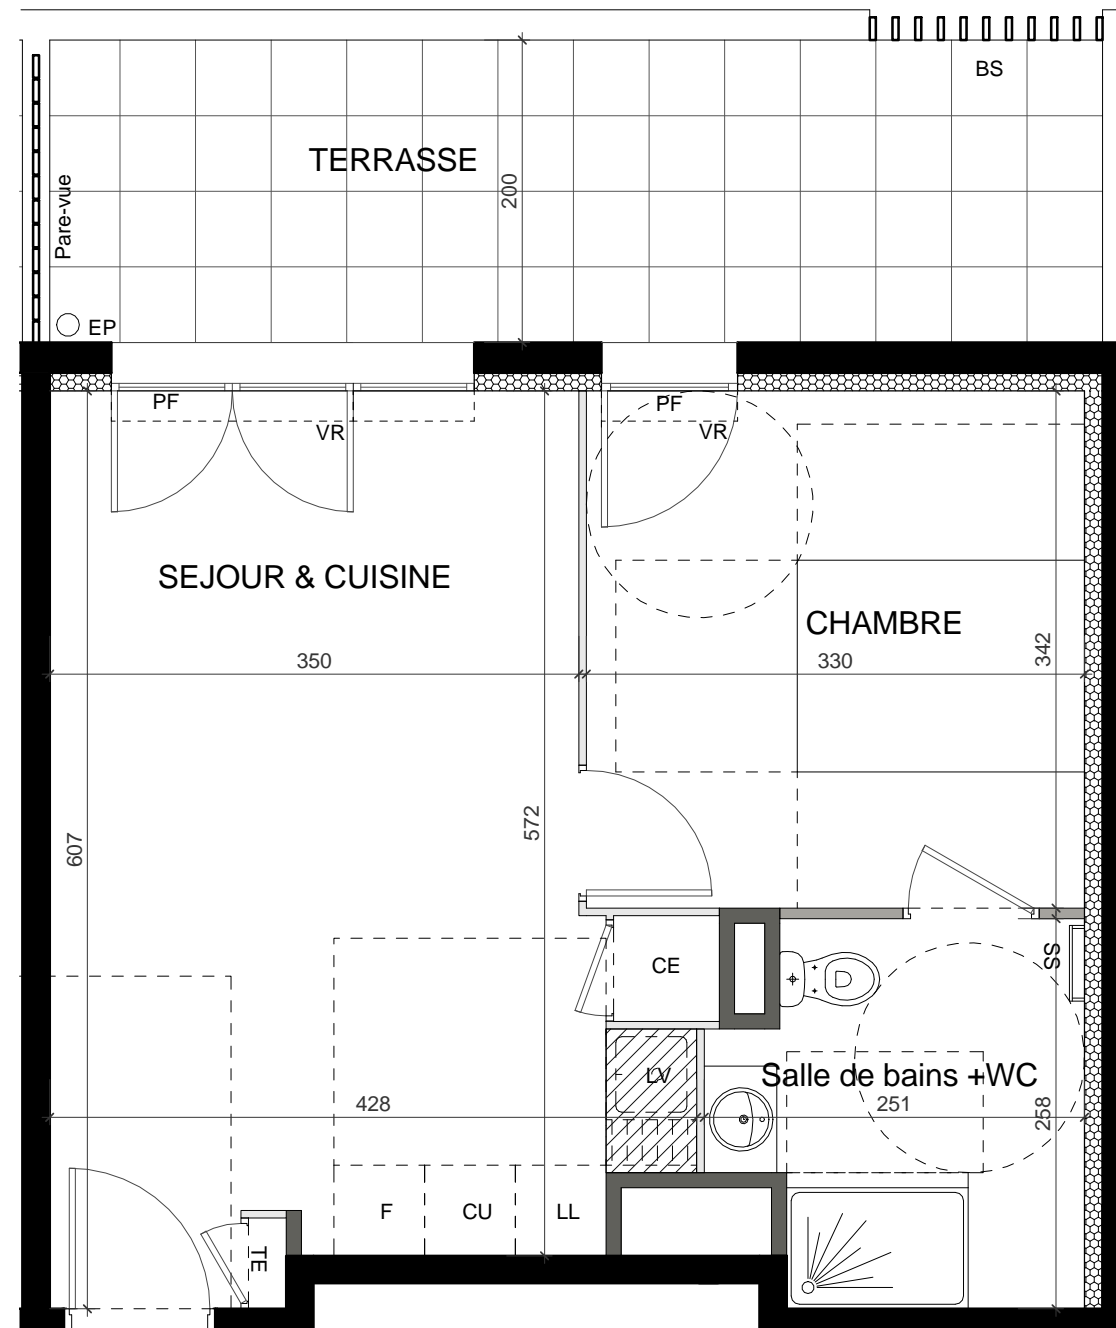 BS
TERRASSE
200
Pare-vue
EP
PF
VR
PF
VR
SEJOUR & CUISINE
CHAMBRE
350
330
342
607
572
CE
SS
LV
Salle de bains +WC
428
251
258
F
CU
LL
TE